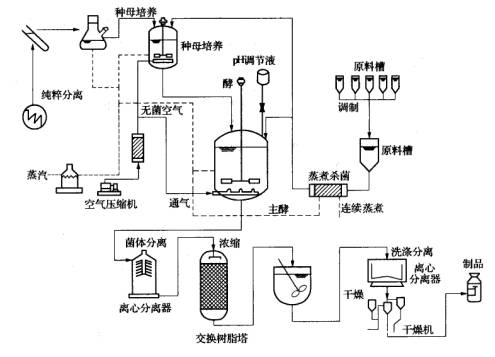 种母培养
种母培养
pH调节液
原料槽
酵
纯粹分离
无菌空气
调制
原料槽
蒸汽
蒸煮杀菌
空气压缩机
通气
主酵
连续蒸煮
菌体分离
浓缩
洗涤分离
离心
分离器
制品
干燥
离心分离器
交换树脂塔
干燥机